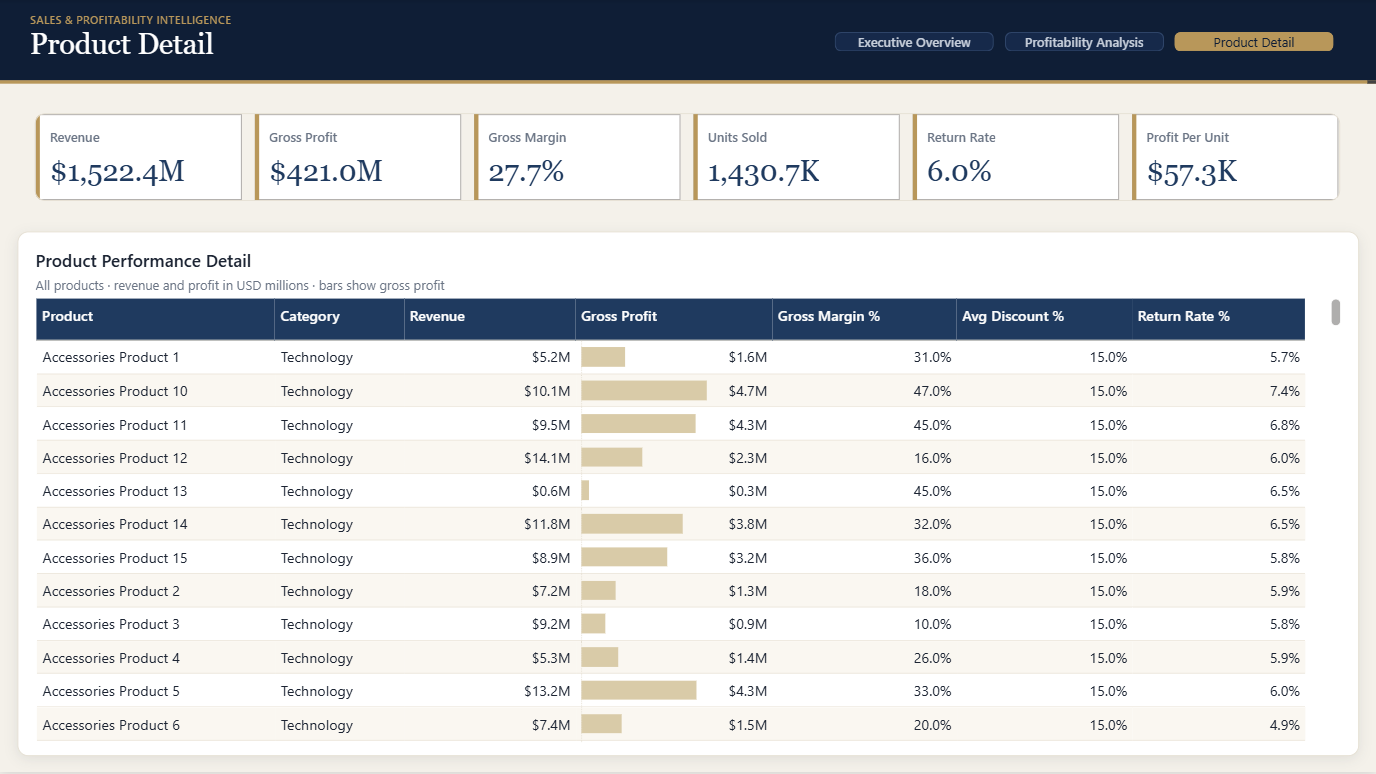 SALES & PROFITABILITY INTELLIGENCE
Product Detail
Executive Overview Profitability Analysis Product Detail
Revenue Gross Profit Gross Margin Units Sold Return Rate Profit Per Unit
$1,522.4M $421.0M 27.7% 1,430.7K 6.0% $57.3K
Product Performance Detail
All products · revenue and profit in USD millions · bars show gross profit
Product Category Revenue Gross Profit Gross Margin % Avg Discount % Return Rate %
Accessories Product 1 Technology $5.2M $1.6M 31.0% 15.0% 5.7%
Accessories Product 10 Technology $10.1M $4.7M 47.0% 15.0% 7.4%
Accessories Product 11 Technology $9.5M $4.3M 45.0% 15.0% 6.8%
Accessories Product 12 Technology $14.1M $2.3M 16.0% 15.0% 6.0%
Accessories Product 13 Technology $0.6M $0.3M 45.0% 15.0% 6.5%
Accessories Product 14 Technology $11.8M $3.8M 32.0% 15.0% 6.5%
Accessories Product 15 Technology $8.9M $3.2M 36.0% 15.0% 5.8%
Accessories Product 2 Technology $7.2M $1.3M 18.0% 15.0% 5.9%
Accessories Product 3 Technology $9.2M $0.9M 10.0% 15.0% 5.8%
Accessories Product 4 Technology $5.3M $1.4M 26.0% 15.0% 5.9%
Accessories Product 5 Technology $13.2M $4.3M 33.0% 15.0% 6.0%
Accessories Product 6 Technology $7.4M $1.5M 20.0% 15.0% 4.9%